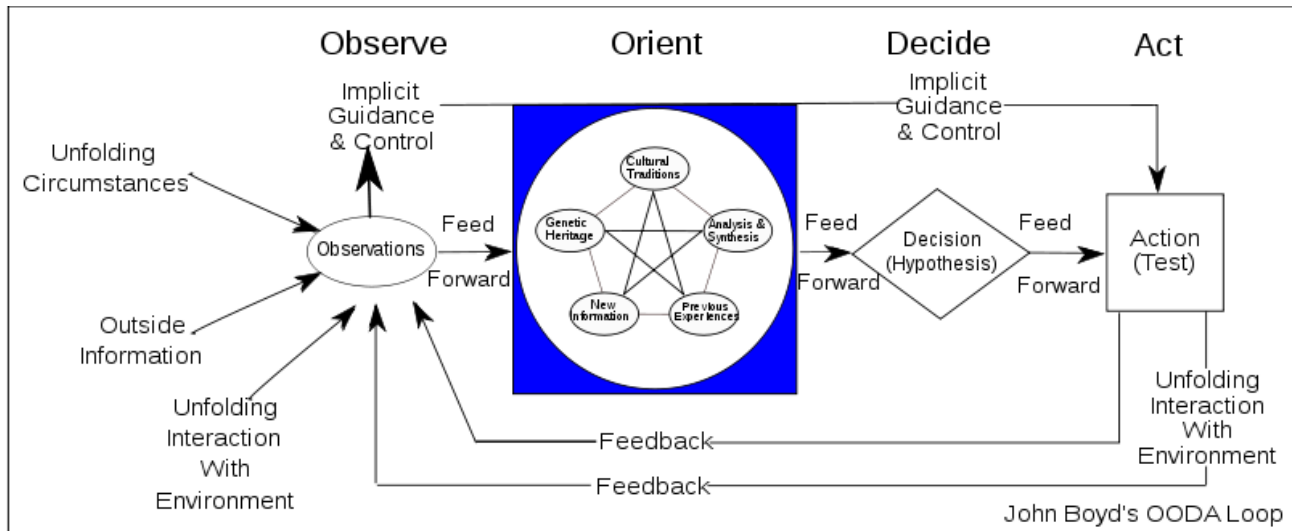 Observe
Orient
Decide
Act
Implicit
Guidance
& Control
Implicit
Guidance
& Control
Unfolding
Circumstances
Observations
Feed
Forward
Cultural
Traditions
Genetic
Heritage
Analysis &
Synthesis
New
Information
Previous
Experiences
Feed
Forward
Decision
(Hypothesis)
Feed
Forward
Action
(Test)
Outside
Information
Unfolding
Interaction
With
Environment
Unfolding
Interaction
With
Environment
Feedback
Feedback
John Boyd's OODA Loop